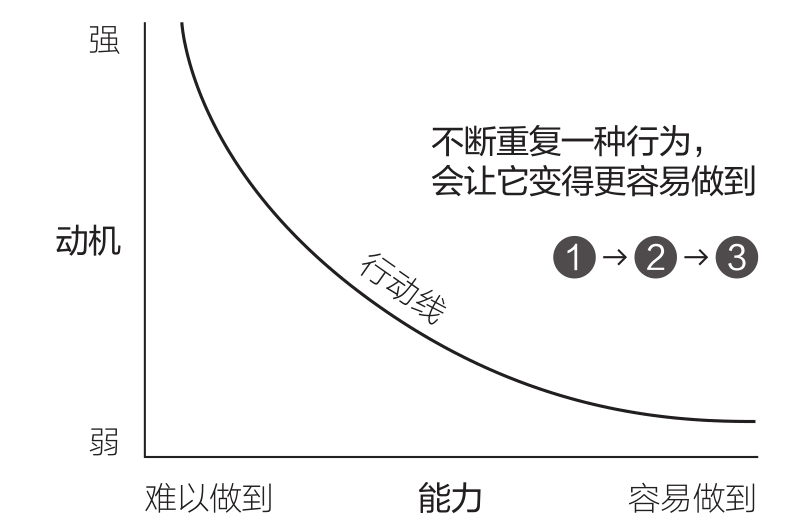 强
不断重复一种行为，
会让它变得更容易做到
动机
1→2→3
行动线
弱
难以做到 能力 容易做到